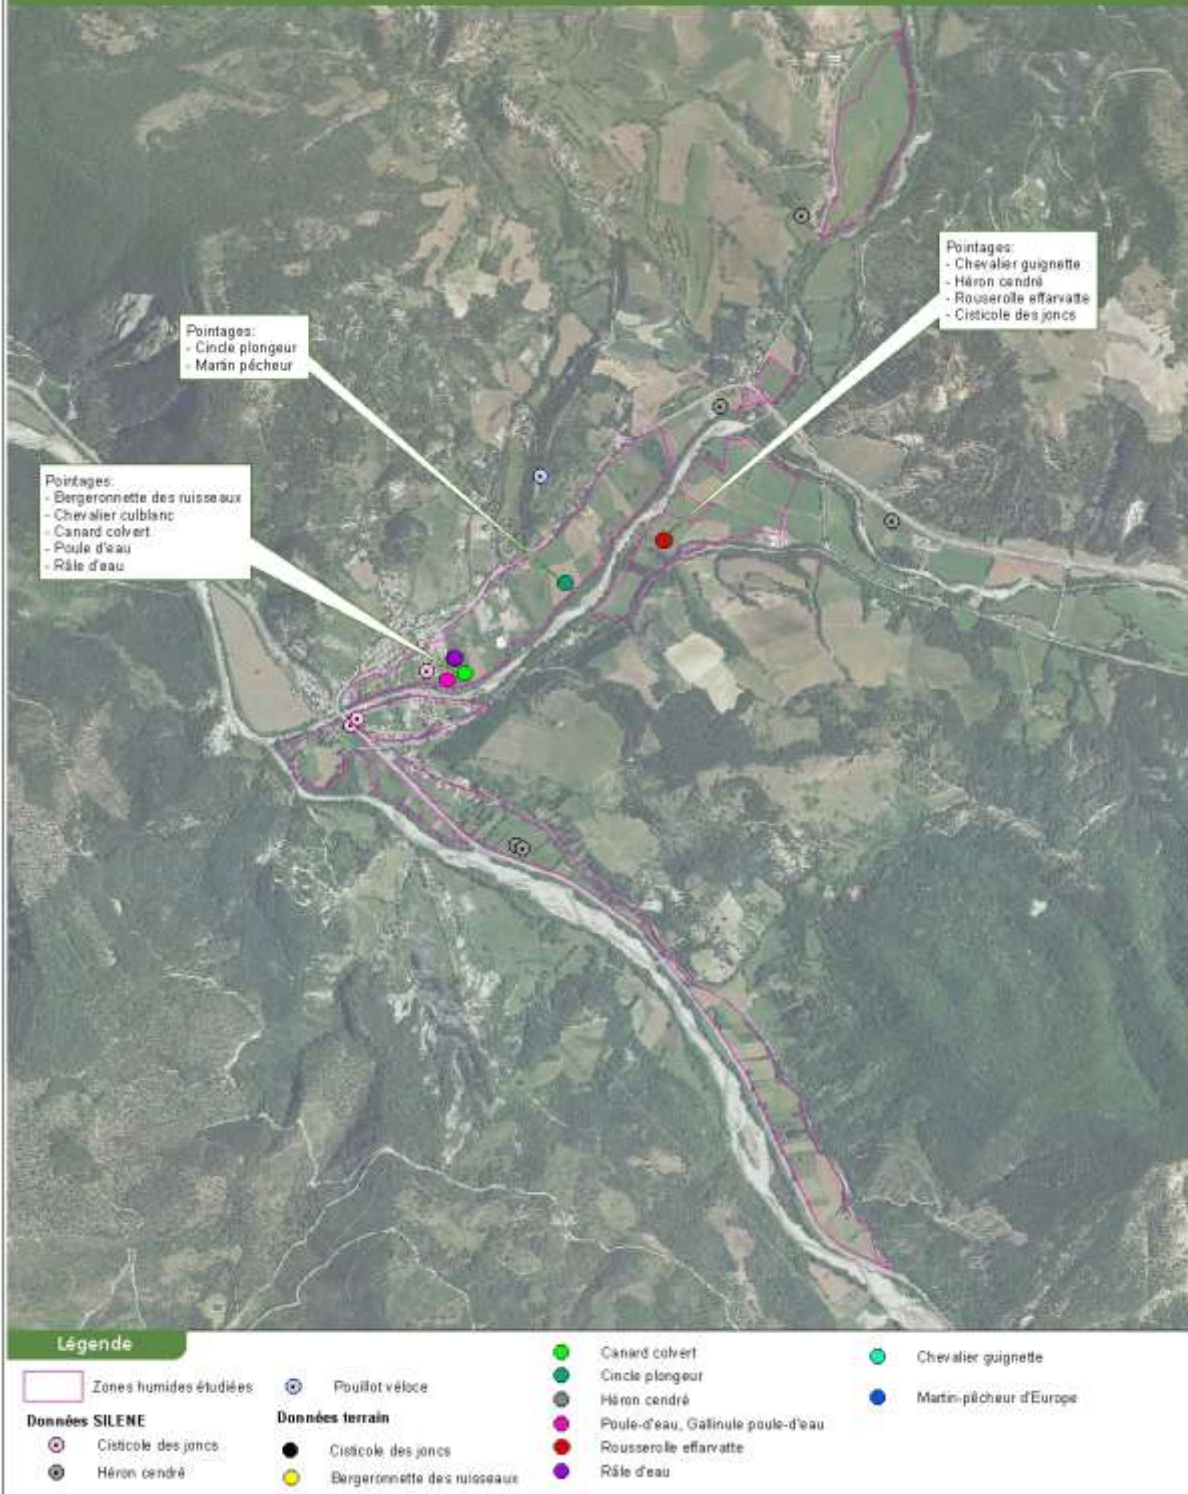 Pointages:
- Chevalier guignette
- Héron cendré
- Rouserolle effarvatte
- Cisticole des joncs
Pointages:
- Cincle plongeur
- Martin pécheur
Pointages:
- Bergeronnette des ruisseaux
- Chevalier culblanc
- Canard colvert
- Poule d'eau
- Râle d'eau
Légende
Zones humides étudiées
Données SILENE
Cisticole des joncs
Héron cendré
Pouillot véloce
Données terrain
Cisticole des joncs
Bergeronnette des ruisseaux
Canard colvert
Cincle plongeur
Héron cendré
Poule-d'eau, Gallinule poule-d'eau
Rousserolle effarvatte
Râle d'eau
Chevalier guignette
Martin-pêcheur d'Europe